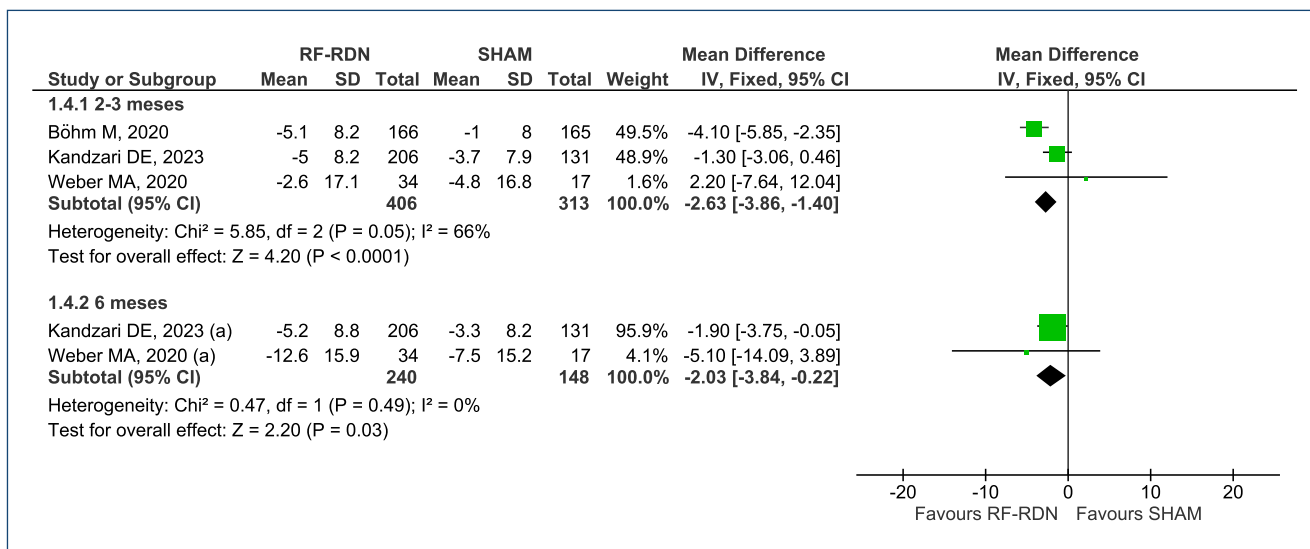 RF-RDN SHAM Mean Difference Mean Difference
Study or Subgroup Mean SD Total Mean SD Total Weight IV, Fixed, 95% CI IV, Fixed, 95% CI
1.4.1 2-3 meses
Böhm M, 2020 -5.1 8.2 166 -1 8 165 49.5% -4.10 [-5.85, -2.35]
Kandzari DE, 2023 -5 8.2 206 -3.7 7.9 131 48.9% -1.30 [-3.06, 0.46]
Weber MA, 2020 -2.6 17.1 34 -4.8 16.8 17 1.6% 2.20 [-7.64, 12.04]
Subtotal (95% CI) 406 313 100.0% -2.63 [-3.86, -1.40]
Heterogeneity: Chi² = 5.85, df = 2 (P = 0.05); I² = 66%
Test for overall effect: Z = 4.20 (P < 0.0001)
1.4.2 6 meses
Kandzari DE, 2023 (a) -5.2 8.8 206 -3.3 8.2 131 95.9% -1.90 [-3.75, -0.05]
Weber MA, 2020 (a) -12.6 15.9 34 -7.5 15.2 17 4.1% -5.10 [-14.09, 3.89]
Subtotal (95% CI) 240 148 100.0% -2.03 [-3.84, -0.22]
Heterogeneity: Chi² = 0.47, df = 1 (P = 0.49); I² = 0%
Test for overall effect: Z = 2.20 (P = 0.03)
-20 -10 0 10 20
Favours RF-RDN Favours SHAM